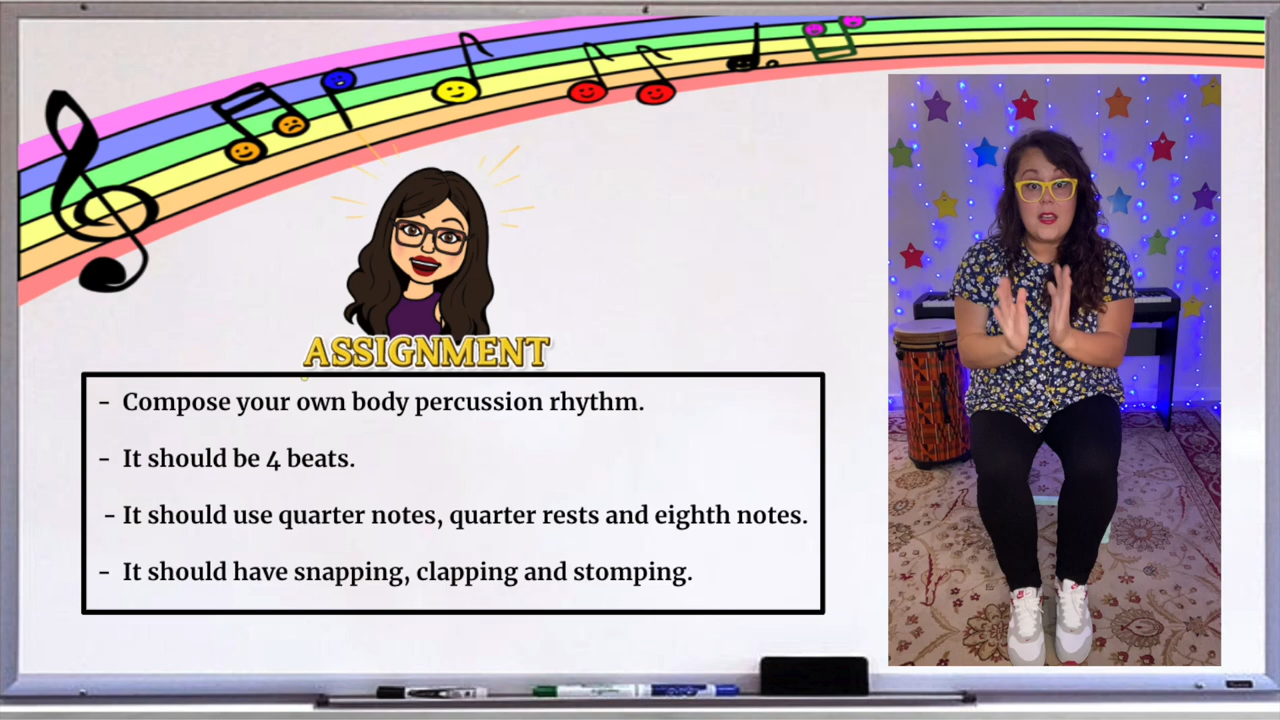 ASSIGNMENT
- Compose your own body percussion rhythm.
- It should be 4 beats.
- It should use quarter notes, quarter rests and eighth notes.
- It should have snapping, clapping and stomping.